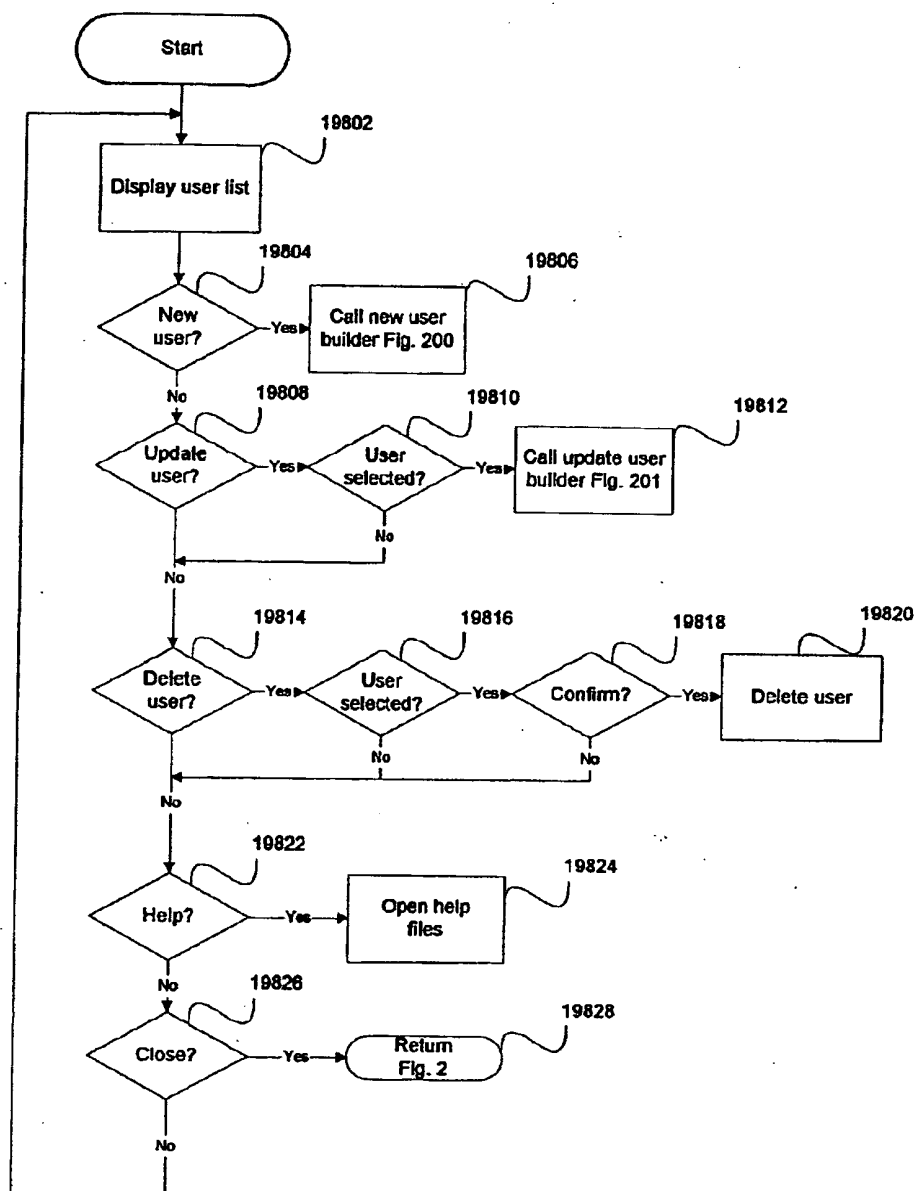 Start
19802
Display user list
19804
19806
New
user?
Yes
Call new user
builder Fig. 200
No
19808
19810
19812
Update
user?
Yes
User
selected?
Yes
Call update user
builder Fig. 201
No
No
19814
19816
19818
19820
Delete
user?
Yes
User
selected?
Yes
Confirm?
Yes
Delete user
No
No
No
19822
19824
Help?
Yes
Open help
files
No
19826
19828
Close?
Yes
Return
Fig. 2
No